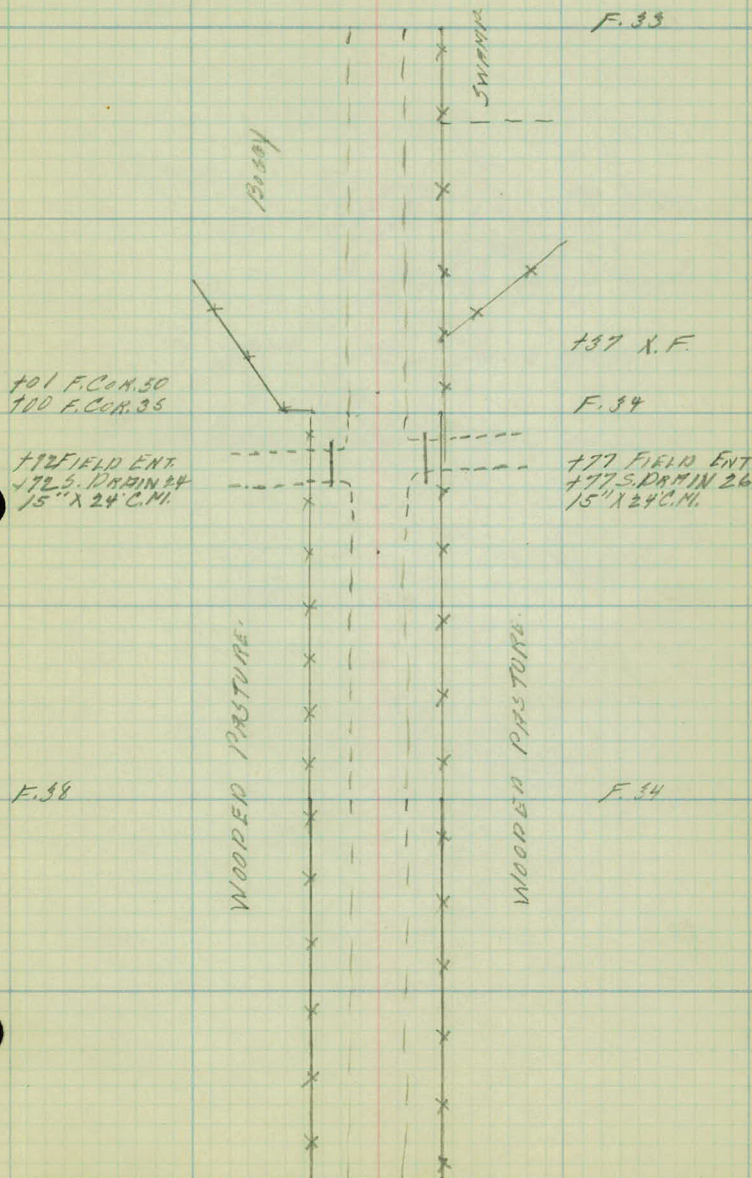 F. 33
SWAMP
BOGGY
+37 X.F.
+01 F. COR. 50
+00 F. COR. 35
F. 34
+72 FIELD ENT.
+72 S. DRAIN 24
15" X 24' C.M.
+77 FIELD ENT
+77 S. DRAIN 26
15" X 24' C.M.
WOODED PASTURE.
WOODED PASTURE.
F. 38
F. 34